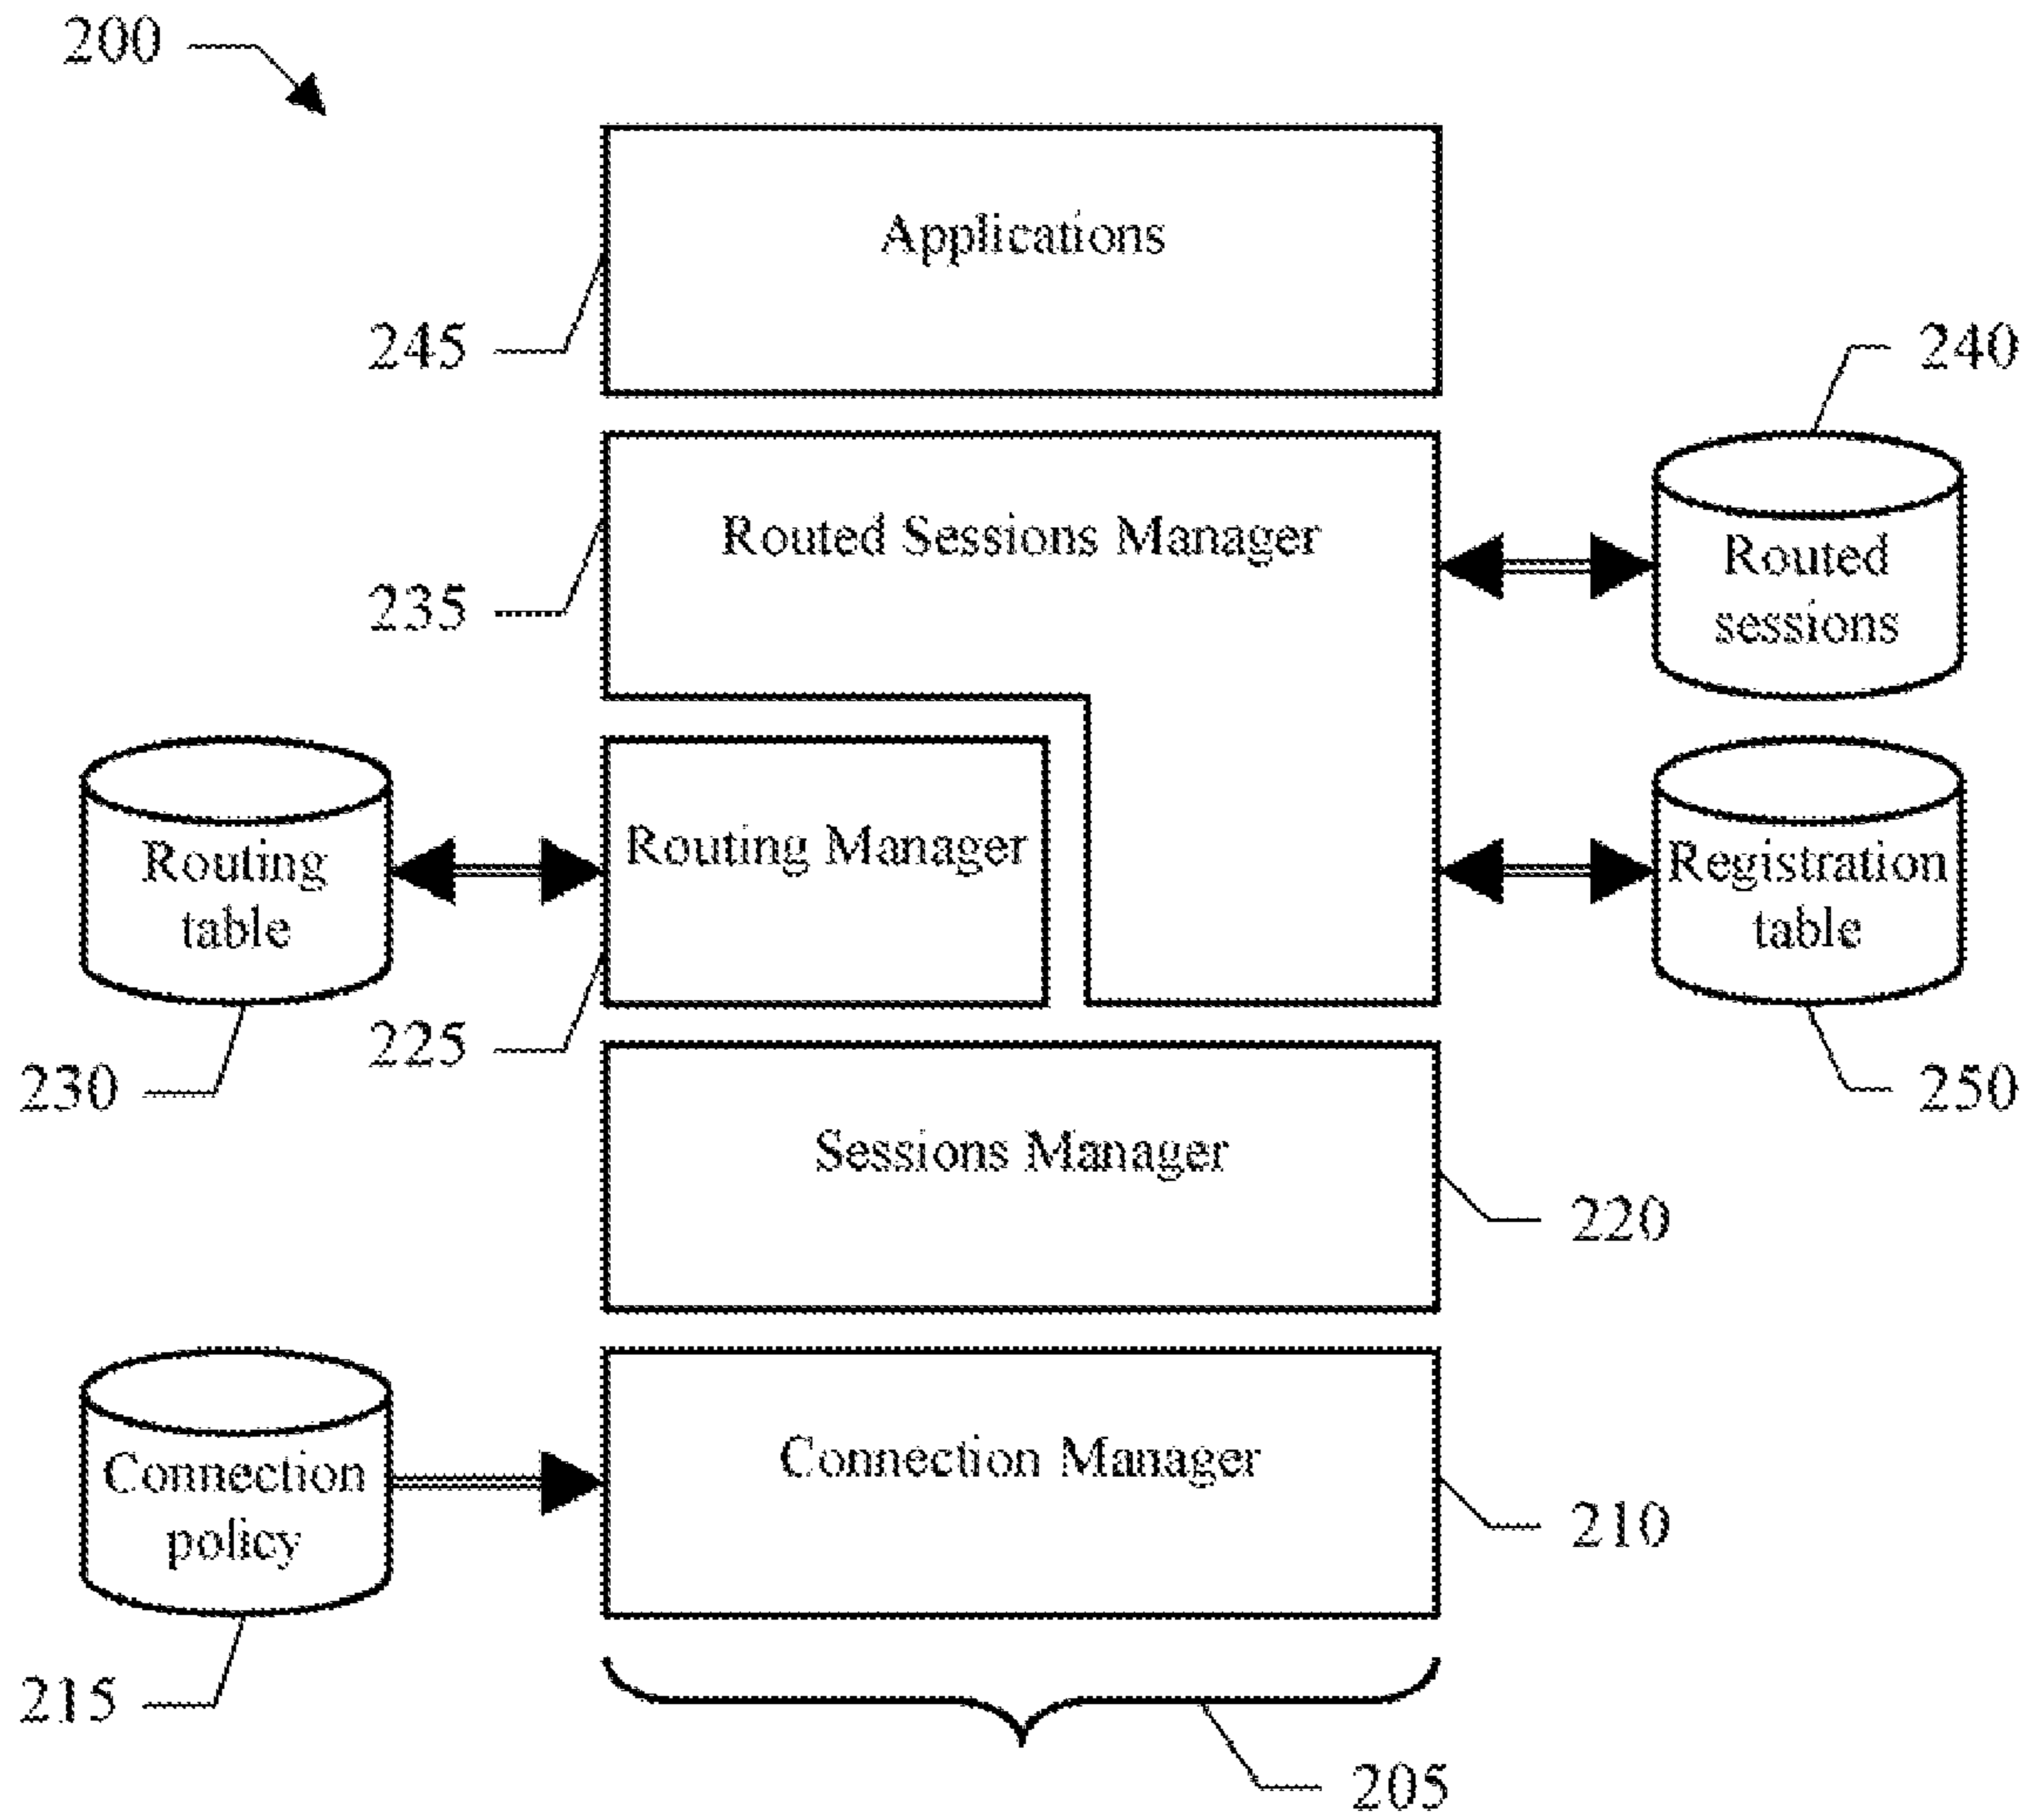 200
Applications
245
240
Routed Sessions Manager
Routed
sessions
235
Routing Manager
Routing
table
Registration
table
225
230
250
Sessions Manager
220
Connection Manager
Connection
policy
210
215
205